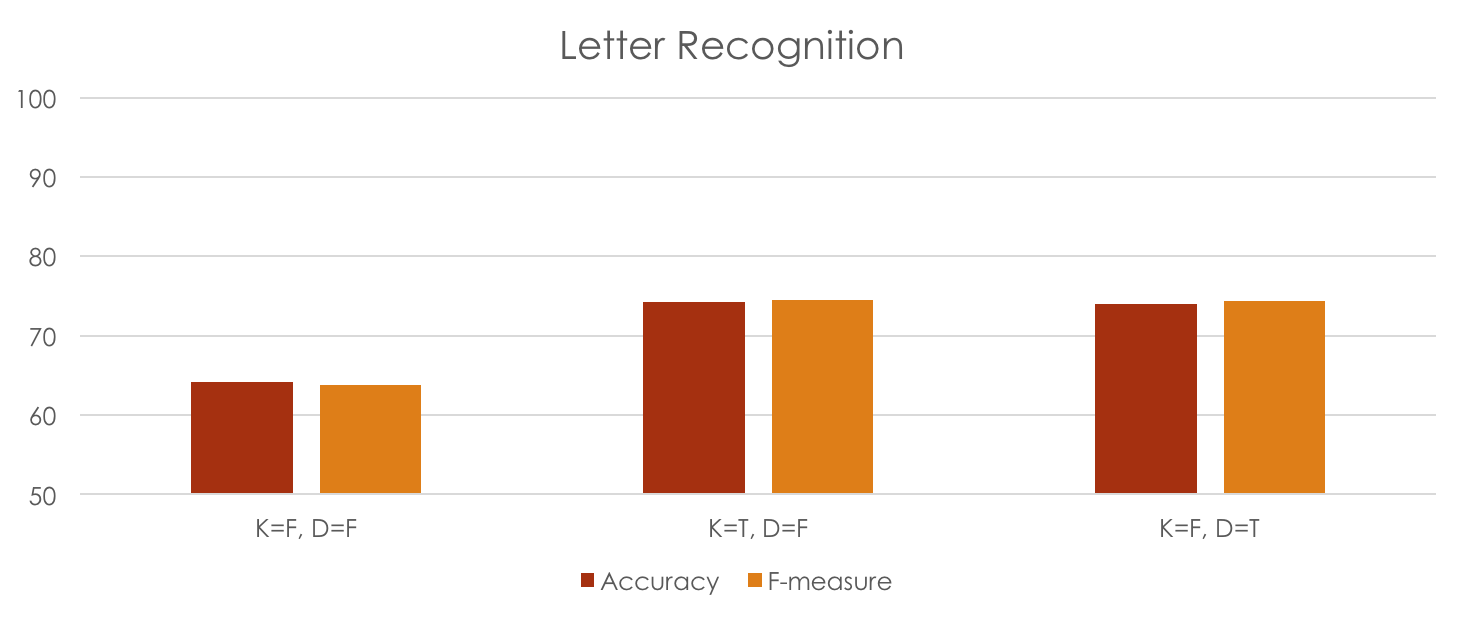 Letter Recognition
100
90
80
70
60
50
K=F, D=F K=T, D=F K=F, D=T
Accuracy F-measure